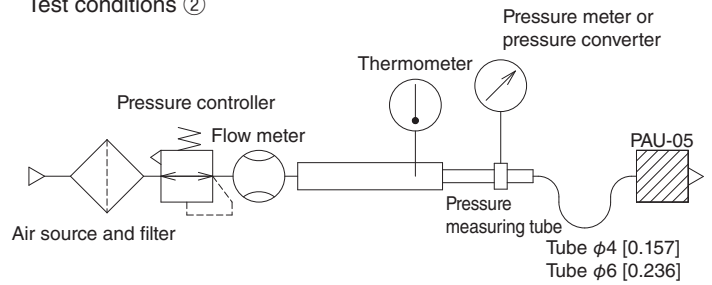 Test conditions ②
Pressure meter or
pressure converter
Thermometer
Pressure controller
Flow meter
PAU-05
Pressure
measuring tube
Air source and filter
Tube ϕ4 [0.157]
Tube ϕ6 [0.236]